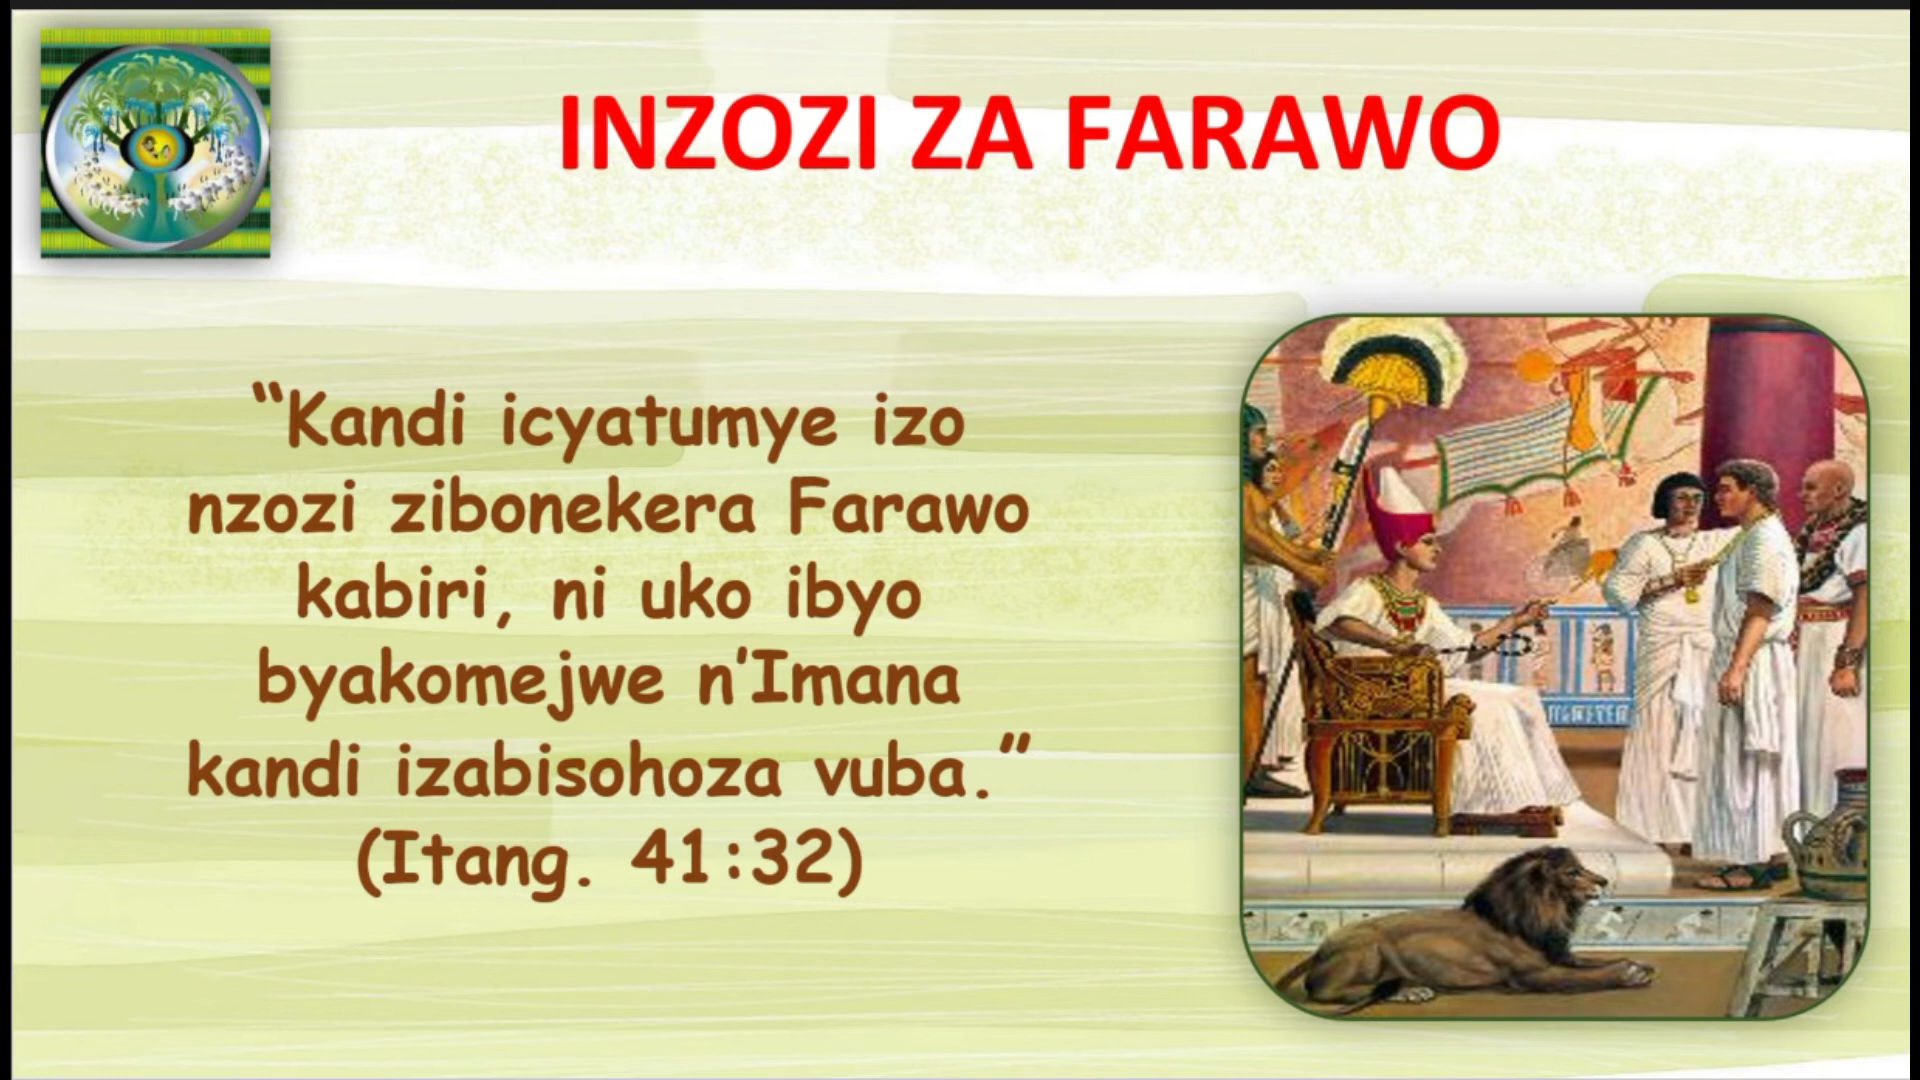 INZOZI ZA FARAWO
“Kandi icyatumye izo
nzozi zibonekera Farawo
kabiri, ni uko ibyo
byakomejwe n’Imana
kandi izabisohoza vuba.”
(Itang. 41:32)